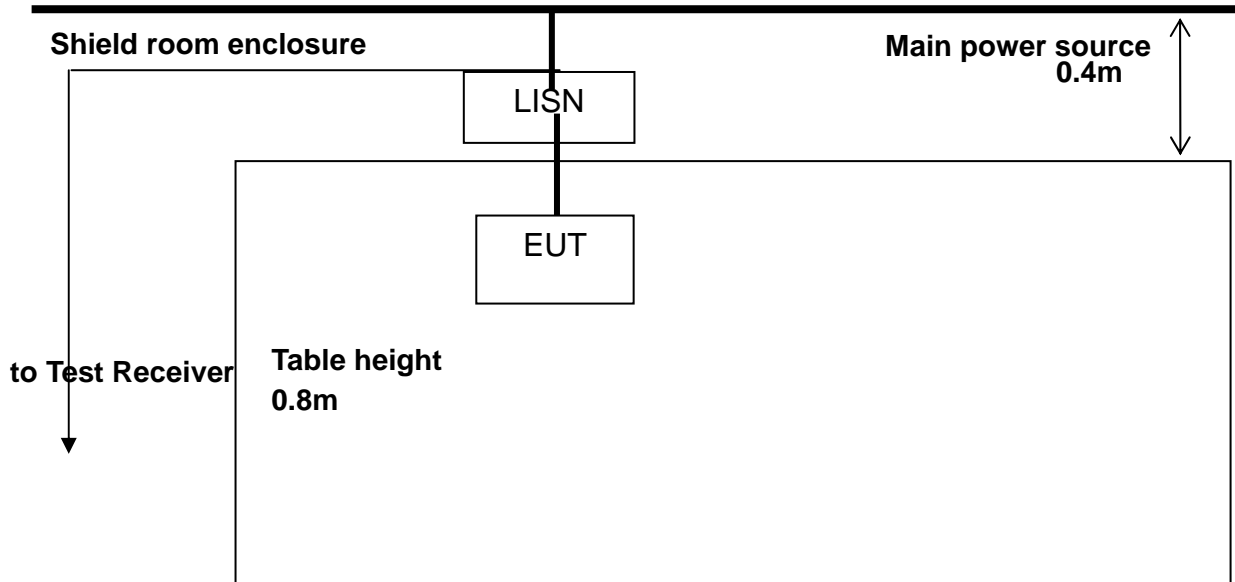 Shield room enclosure
Main power source
0.4m
LISN
EUT
to Test Receiver
Table height
0.8m